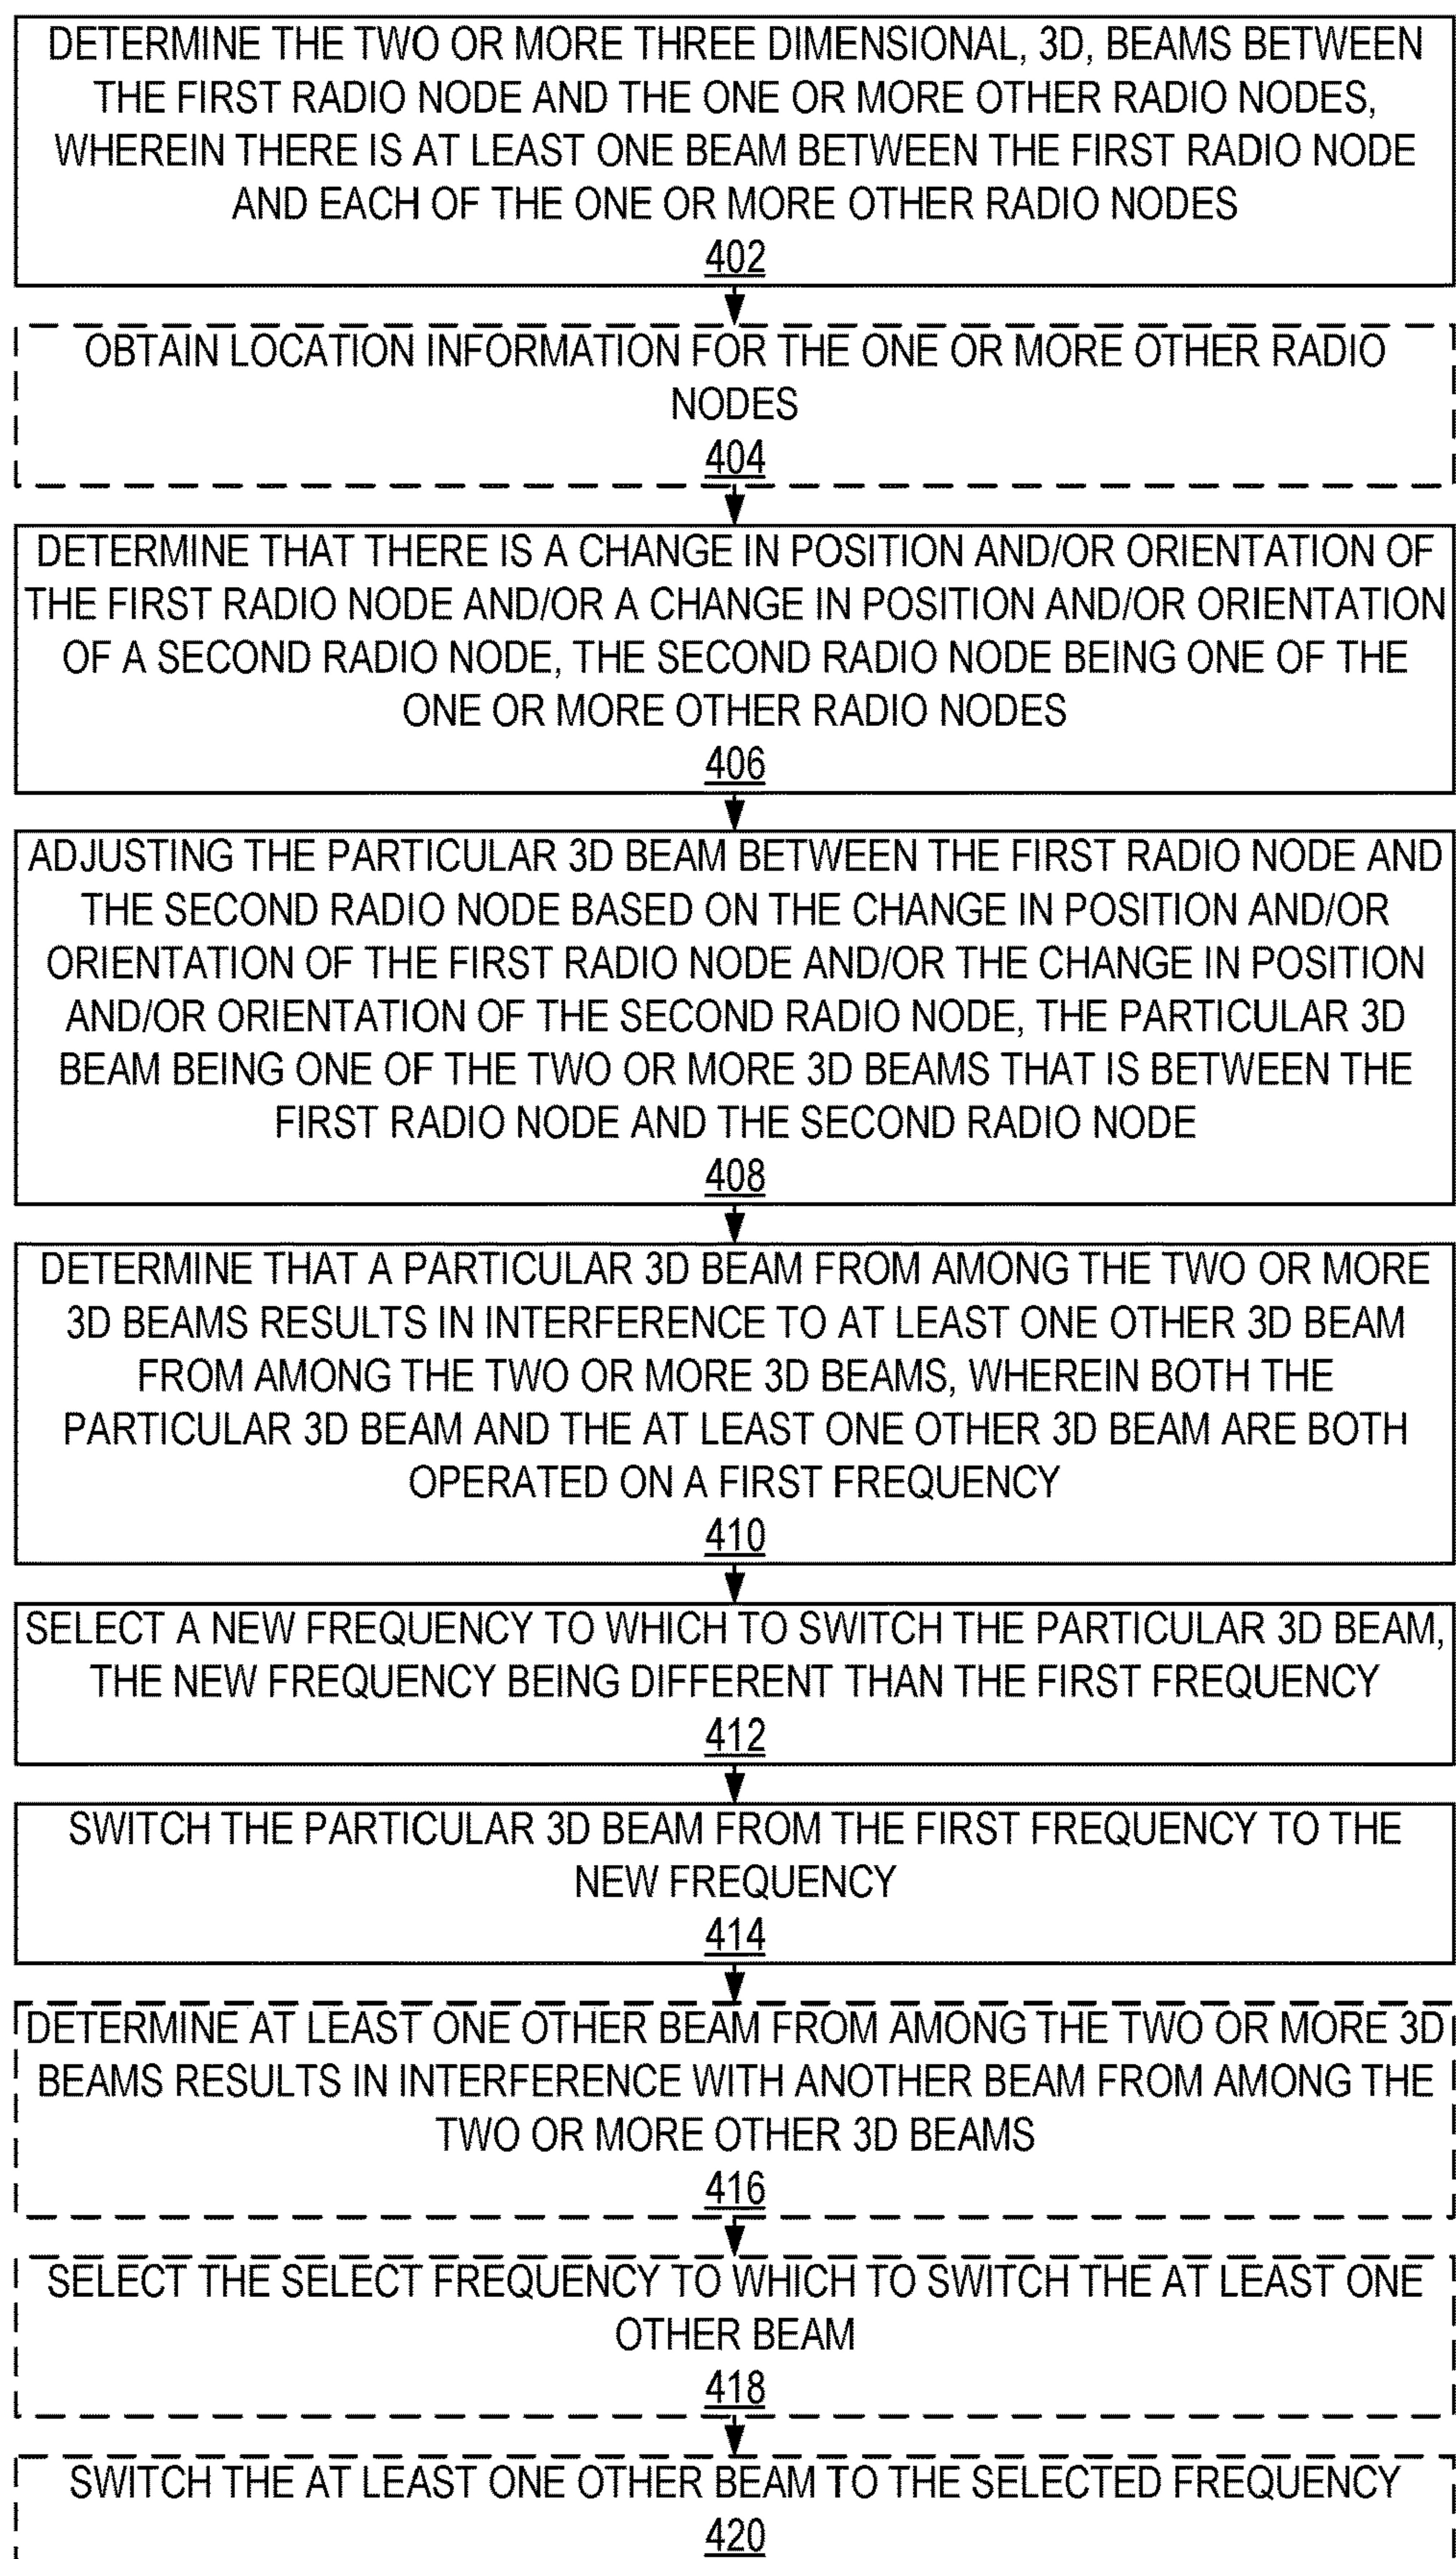 DETERMINE THE TWO OR MORE THREE DIMENSIONAL, 3D, BEAMS BETWEEN
THE FIRST RADIO NODE AND THE ONE OR MORE OTHER RADIO NODES,
WHEREIN THERE IS AT LEAST ONE BEAM BETWEEN THE FIRST RADIO NODE
AND EACH OF THE ONE OR MORE OTHER RADIO NODES
402
OBTAIN LOCATION INFORMATION FOR THE ONE OR MORE OTHER RADIO
NODES
404
DETERMINE THAT THERE IS A CHANGE IN POSITION AND/OR ORIENTATION OF
THE FIRST RADIO NODE AND/OR A CHANGE IN POSITION AND/OR ORIENTATION
OF A SECOND RADIO NODE, THE SECOND RADIO NODE BEING ONE OF THE
ONE OR MORE OTHER RADIO NODES
406
ADJUSTING THE PARTICULAR 3D BEAM BETWEEN THE FIRST RADIO NODE AND
THE SECOND RADIO NODE BASED ON THE CHANGE IN POSITION AND/OR
ORIENTATION OF THE FIRST RADIO NODE AND/OR THE CHANGE IN POSITION
AND/OR ORIENTATION OF THE SECOND RADIO NODE, THE PARTICULAR 3D
BEAM BEING ONE OF THE TWO OR MORE 3D BEAMS THAT IS BETWEEN THE
FIRST RADIO NODE AND THE SECOND RADIO NODE
408
DETERMINE THAT A PARTICULAR 3D BEAM FROM AMONG THE TWO OR MORE
3D BEAMS RESULTS IN INTERFERENCE TO AT LEAST ONE OTHER 3D BEAM
FROM AMONG THE TWO OR MORE 3D BEAMS, WHEREIN BOTH THE
PARTICULAR 3D BEAM AND THE AT LEAST ONE OTHER 3D BEAM ARE BOTH
OPERATED ON A FIRST FREQUENCY
410
SELECT A NEW FREQUENCY TO WHICH TO SWITCH THE PARTICULAR 3D BEAM,
THE NEW FREQUENCY BEING DIFFERENT THAN THE FIRST FREQUENCY
412
SWITCH THE PARTICULAR 3D BEAM FROM THE FIRST FREQUENCY TO THE
NEW FREQUENCY
414
DETERMINE AT LEAST ONE OTHER BEAM FROM AMONG THE TWO OR MORE 3D
BEAMS RESULTS IN INTERFERENCE WITH ANOTHER BEAM FROM AMONG THE
TWO OR MORE OTHER 3D BEAMS
416
SELECT THE SELECT FREQUENCY TO WHICH TO SWITCH THE AT LEAST ONE
OTHER BEAM
418
SWITCH THE AT LEAST ONE OTHER BEAM TO THE SELECTED FREQUENCY
420